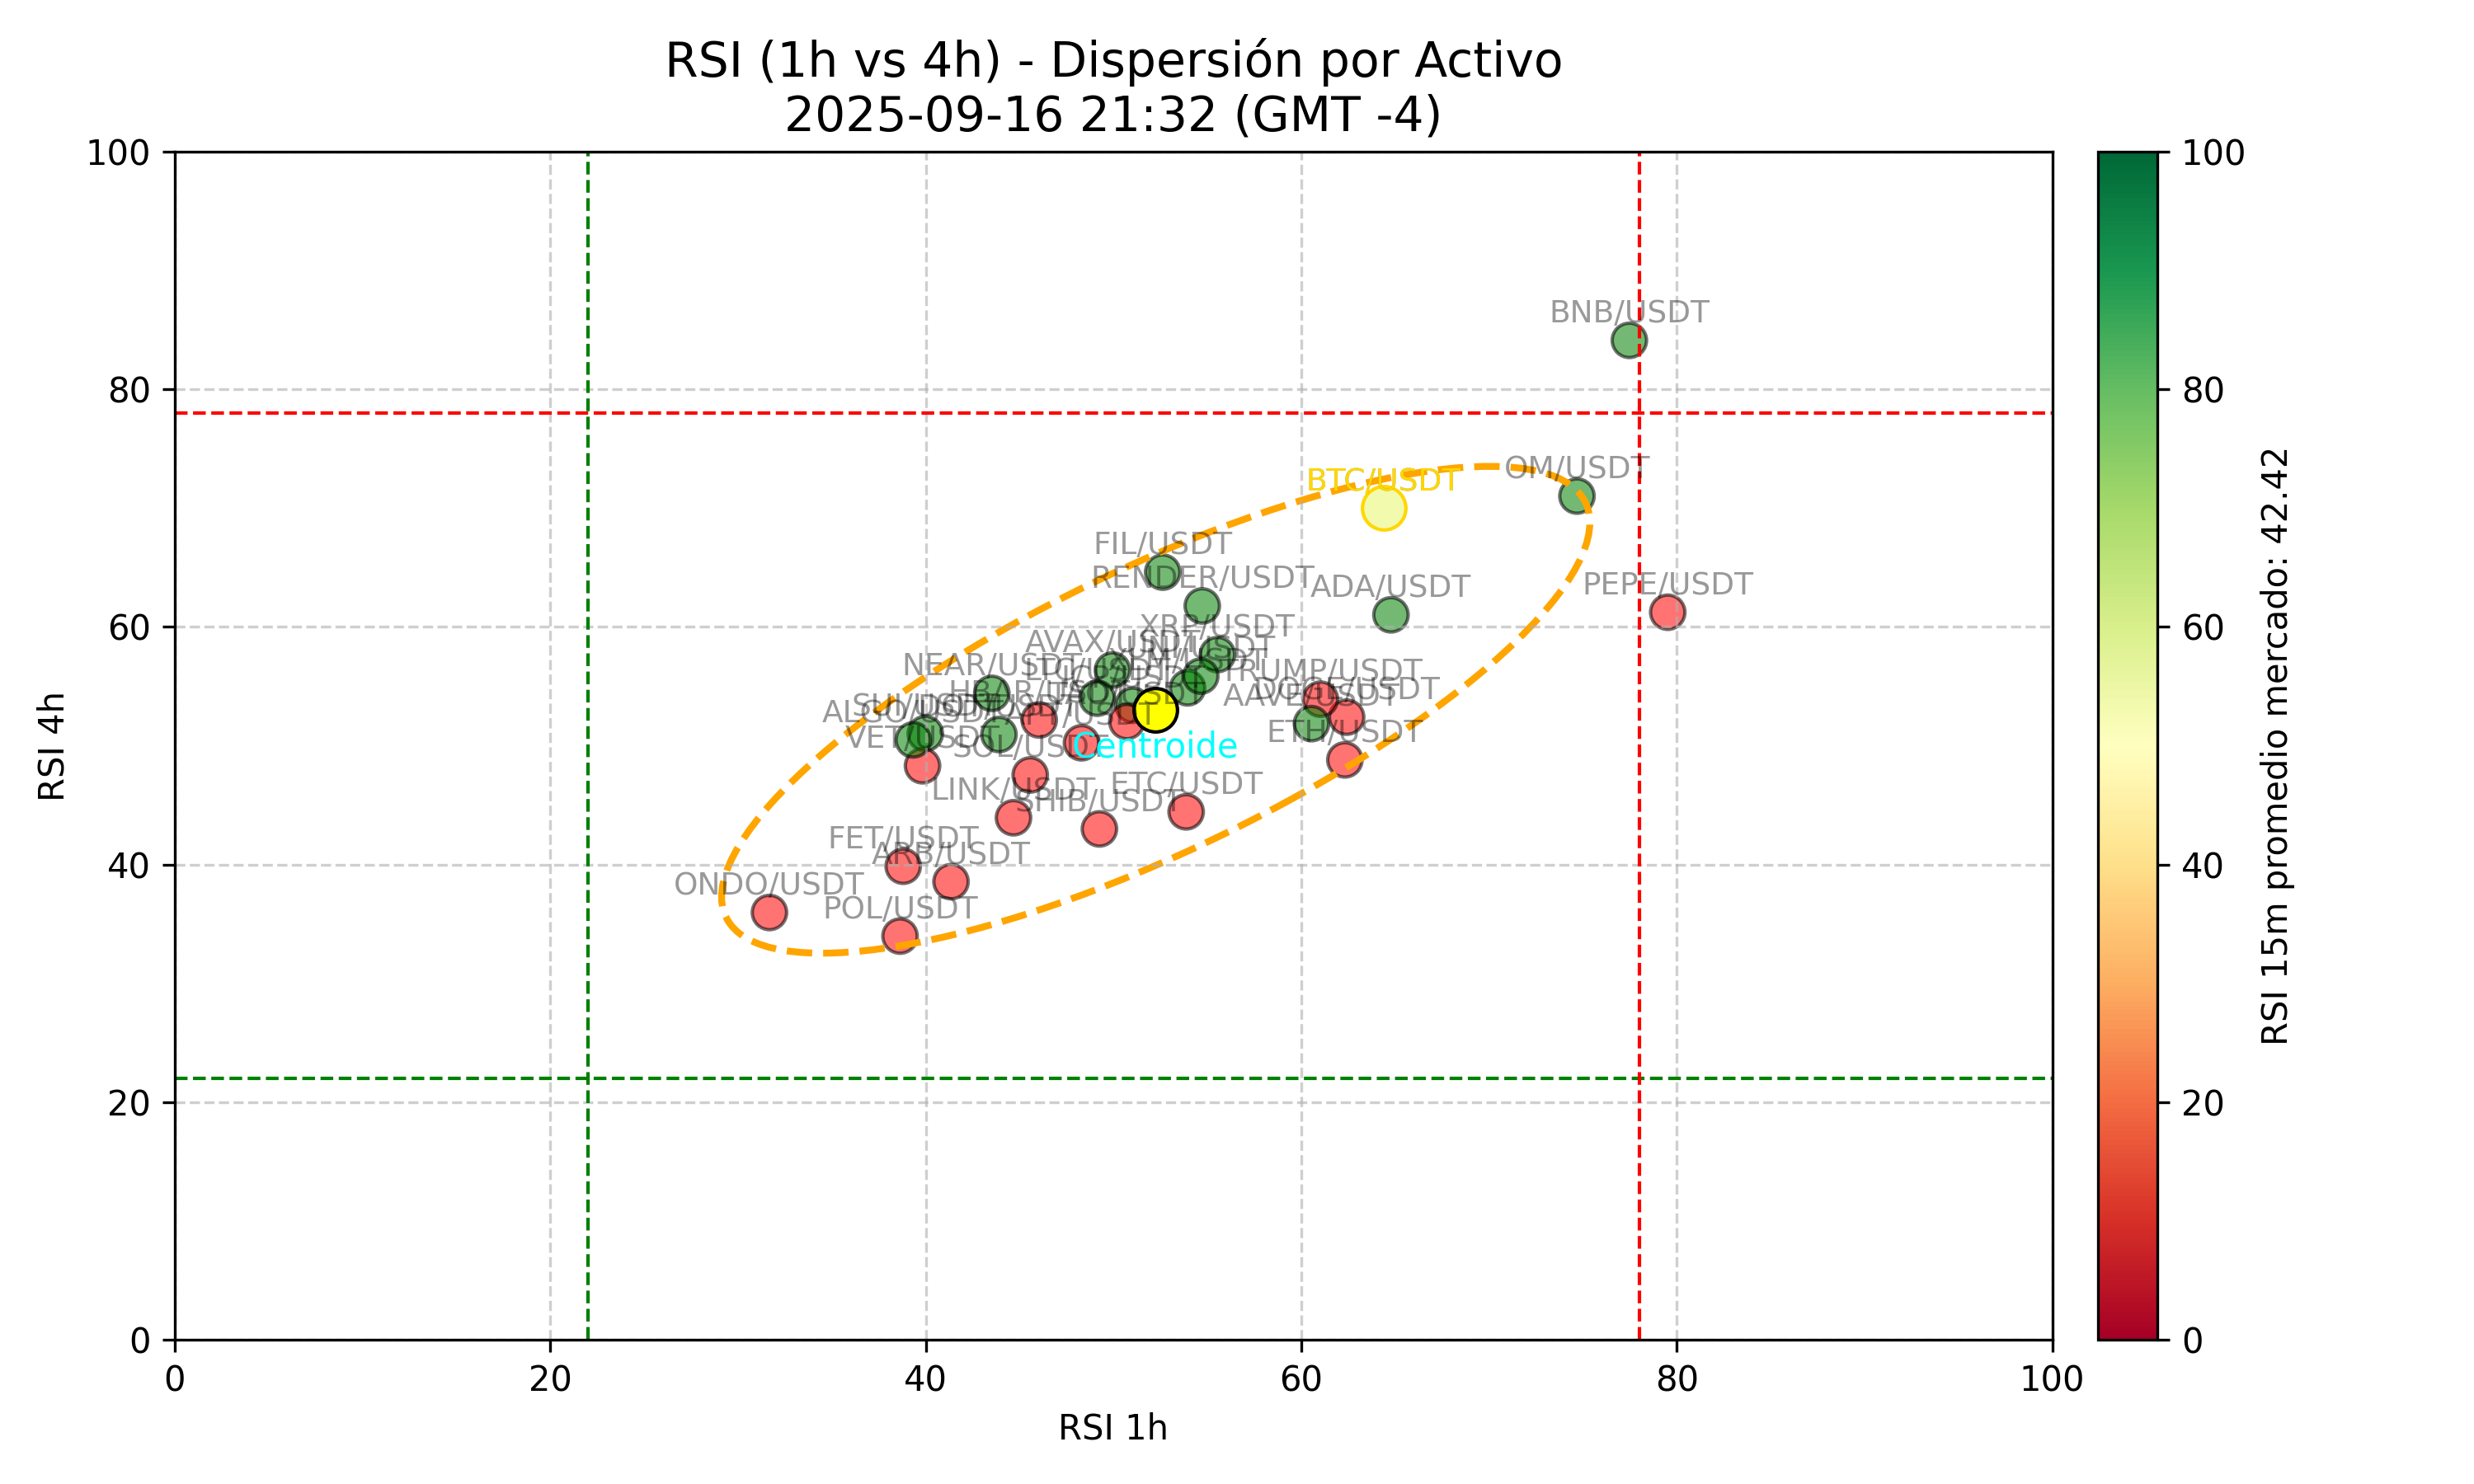 RSI (1h vs 4h) - Dispersión por Activo
2025-09-16 21:32 (GMT -4)
100
80
60
40
20
0
RSI 4h
0
20
40
60
80
100
RSI 1h
BNB/USDT
OM/USDT
BTC/USDT
FIL/USDT
RENDER/USDT
ADA/USDT
PEPE/USDT
XRP/USDT
AVAX/USDT
NEAR/USDT
TRUMP/USDT
DOGE/USDT
AAVE/USDT
ETH/USDT
ALGO/USDT
VET/USDT
SOL/USDT
Centroide
ETC/USDT
LINK/USDT
SHIB/USDT
FET/USDT
ARB/USDT
ONDO/USDT
POL/USDT
100
80
60
40
20
0
RSI 15m promedio mercado: 42.42